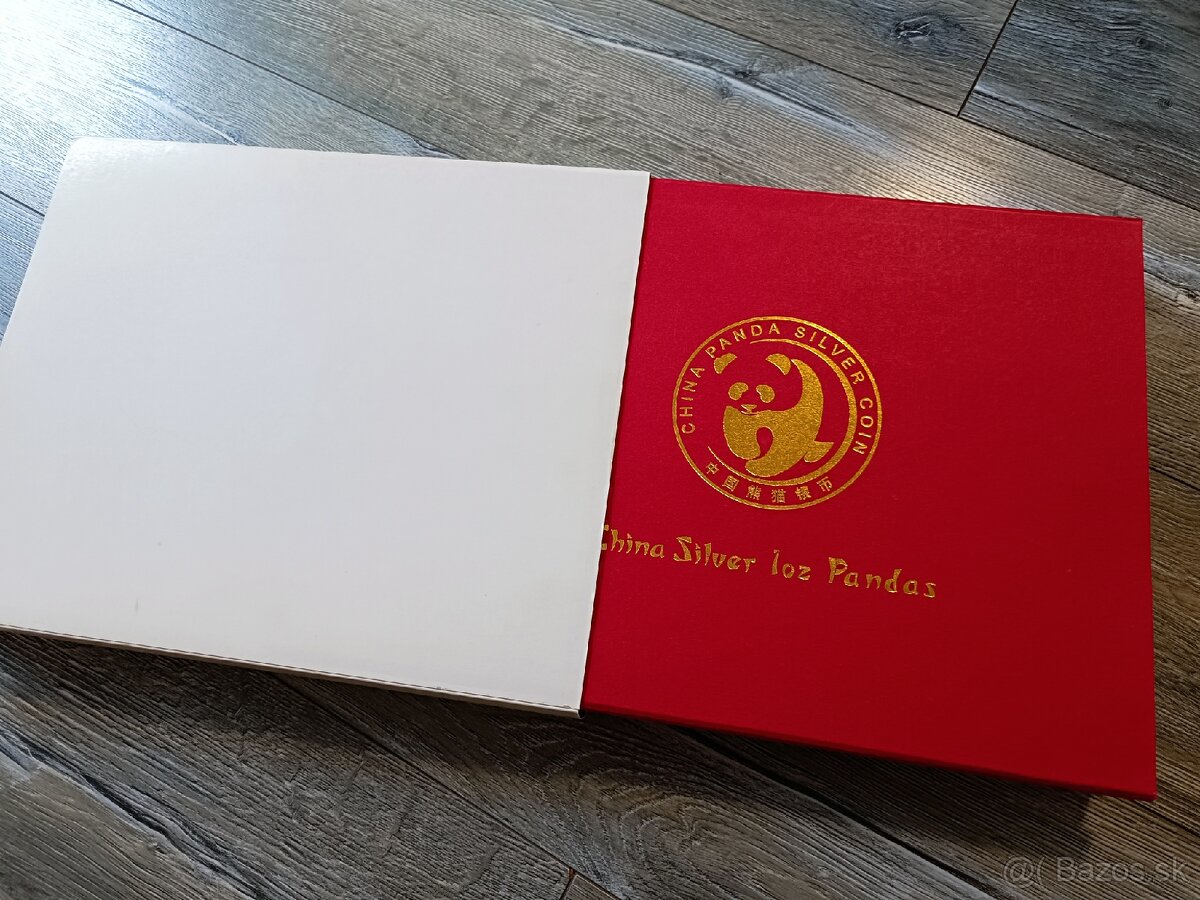 CHINA PANDA SILVER COIN
中国熊猫银币
China Silver 1oz Pandas
@( Bazos.sk